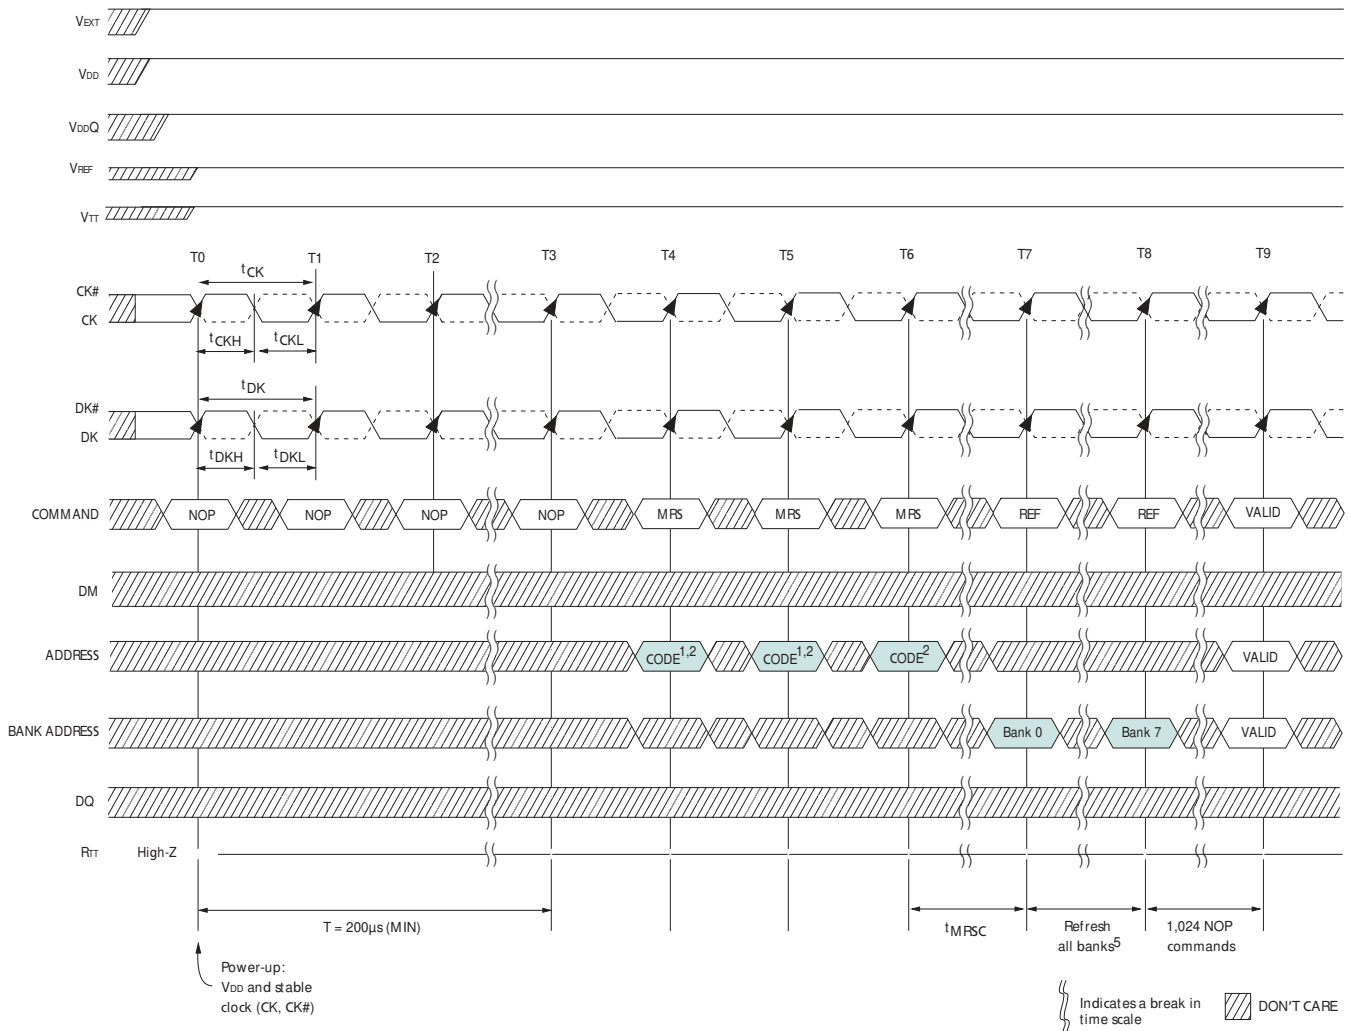 VEXT
VDD
VDDQ
VREF
VTT
T0 T1 T2 T3 T4 T5 T6 T7 T8 T9
tCK
CK#
CK
tCKH tCKL
tDK
DK#
DK
tDKH tDKL
COMMAND NOP NOP NOP NOP MRS MRS MRS REF REF VALID
DM
ADDRESS CODE1,2 CODE1,2 CODE2 VALID
BANK ADDRESS Bank 0 Bank 7 VALID
DQ
RTT High-Z
T = 200µs (MIN)
tMRSC
Refresh
all banks5
1,024 NOP
commands
Power-up:
VDD and stable
clock (CK, CK#)
Indicates a break in
time scale
DON'T CARE